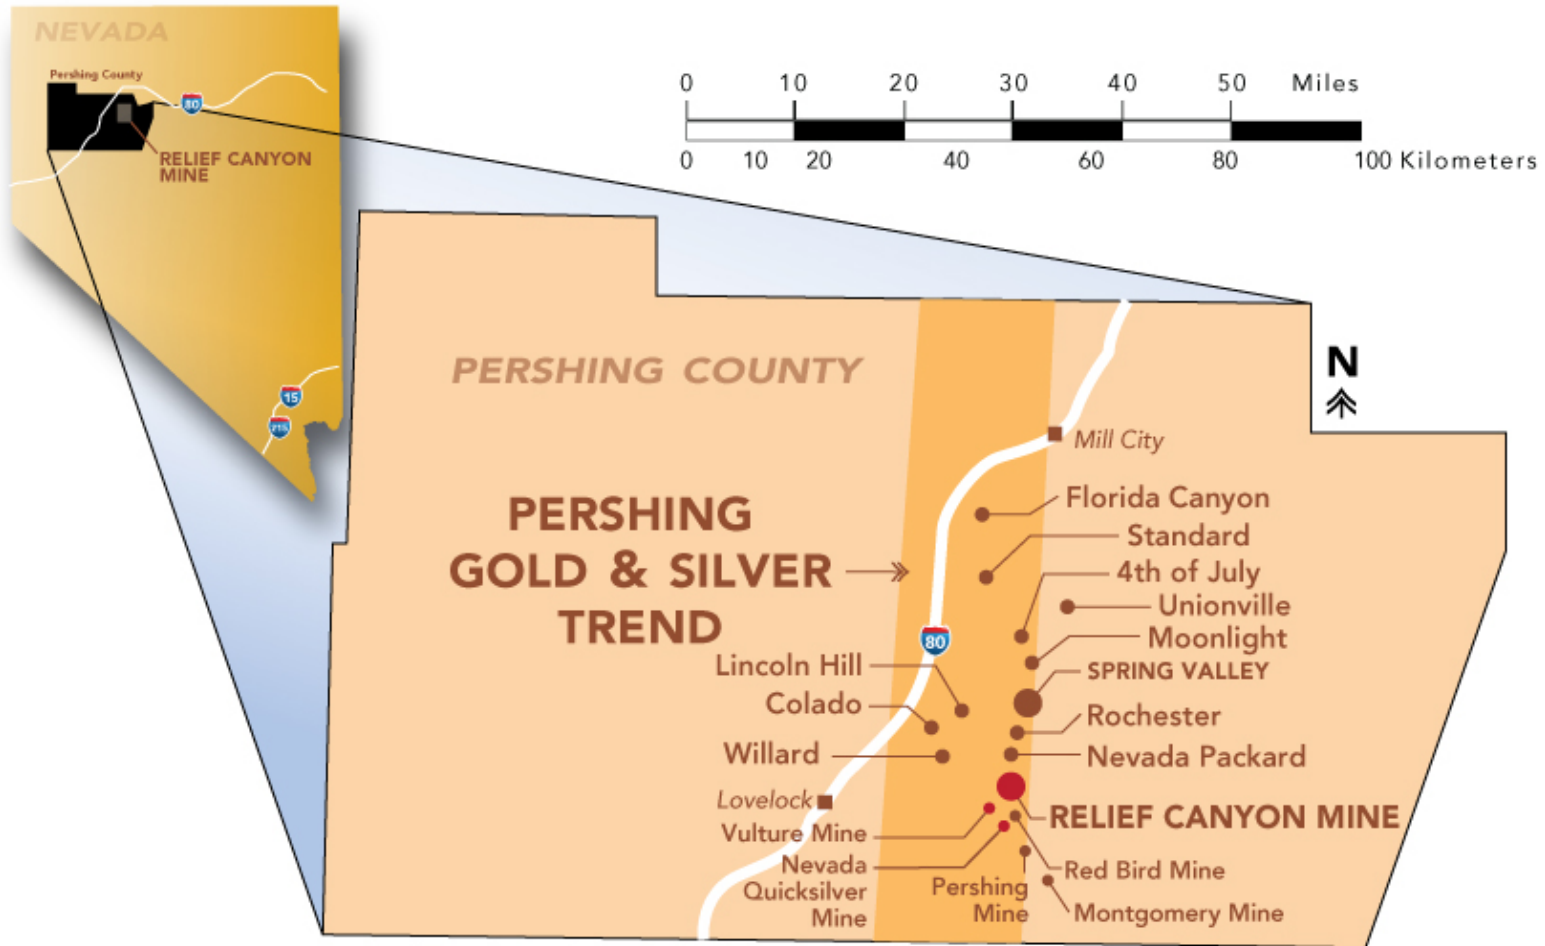 NEVADA
Pershing County
80
RELIEF CANYON
MINE
15
215
0 10 20 30 40 50 Miles
0 10 20 40 60 80 100 Kilometers
N
PERSHING COUNTY
Mill City
PERSHING
GOLD & SILVER
TREND
Florida Canyon
Standard
4th of July
Unionville
80
Moonlight
Lincoln Hill
SPRING VALLEY
Colado
Rochester
Willard
Nevada Packard
Lovelock
RELIEF CANYON MINE
Vulture Mine
Nevada
Quicksilver
Mine
Pershing
Mine
Red Bird Mine
Montgomery Mine